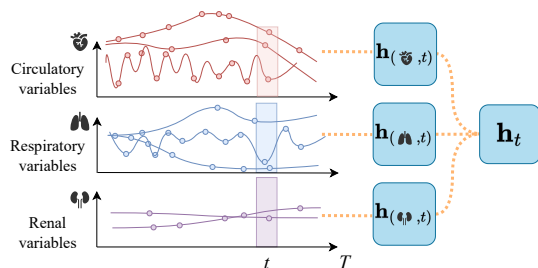 Circulatory
variables
h(🫀,t)
Respiratory
variables
h(🫁,t)
h_t
Renal
variables
h( ,t)
t
T